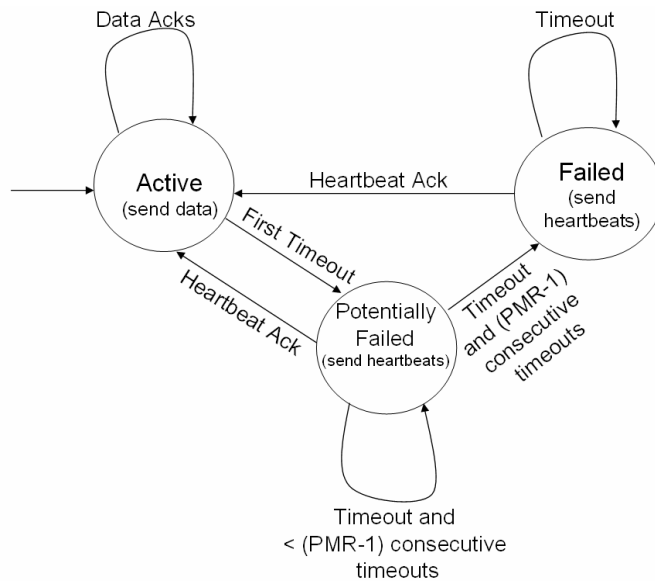 Data Acks
Timeout
Active
(send data)
Heartbeat Ack
Failed
(send
heartbeats)
First Timeout
Heartbeat Ack
Potentially
Failed
(send heartbeats)
Timeout
and (PMR-1)
consecutive
timeouts
Timeout and
< (PMR-1) consecutive
timeouts